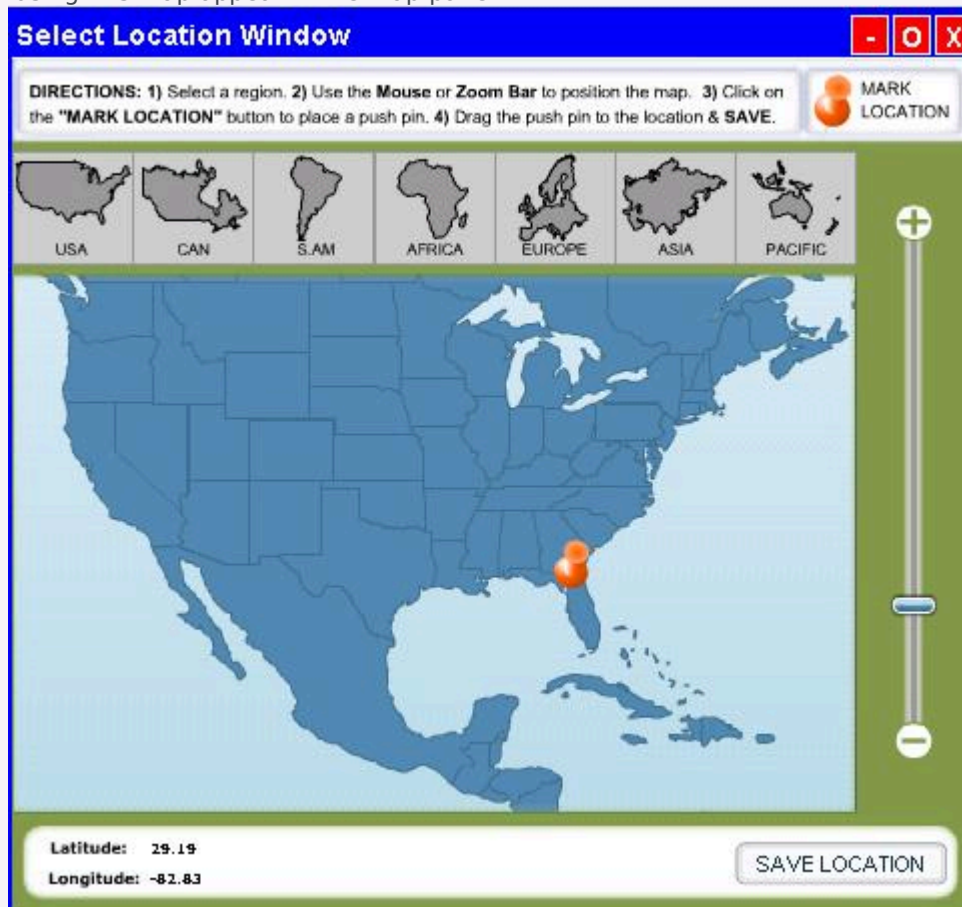 Select Location Window
- O X
DIRECTIONS: 1) Select a region. 2) Use the Mouse or Zoom Bar to position the map. 3) Click on
the "MARK LOCATION" button to place a push pin. 4) Drag the push pin to the location & SAVE.
MARK
LOCATION
USA CAN S.AM AFRICA EUROPE ASIA PACIFIC
Latitude: 29.19
Longitude: -82.83
SAVE LOCATION